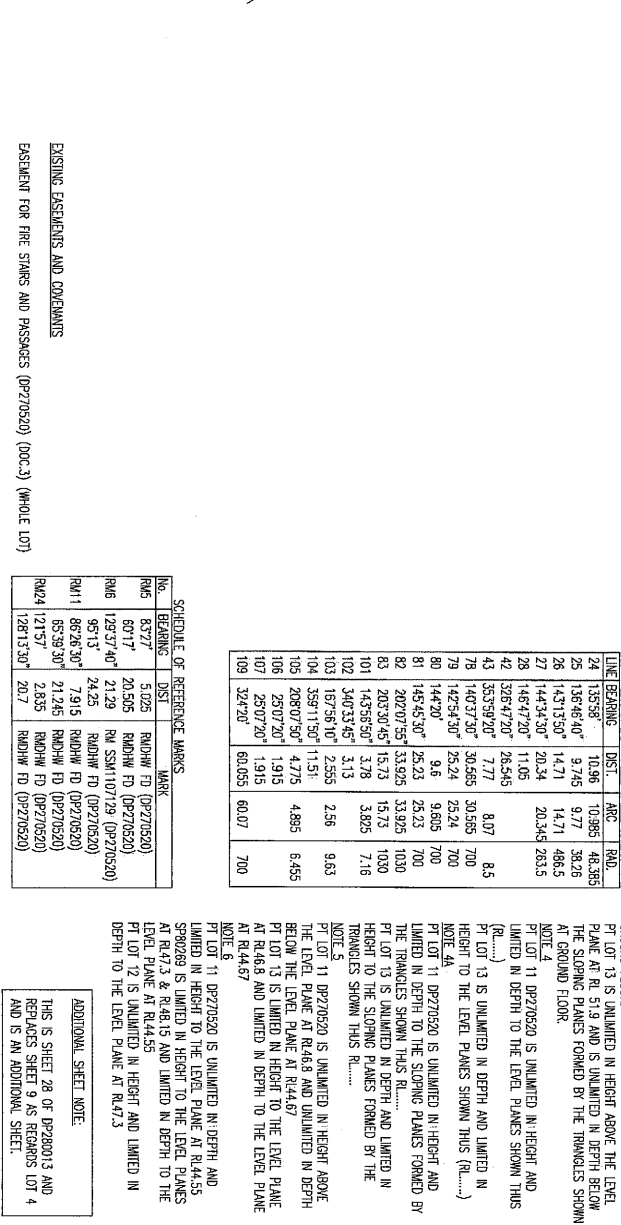 EXISTING EASEMENTS AND COVENANTS
EASEMENT FOR FIRE STAIRS AND PASSAGES (DP270520) (DOC.3) (WHOLE LOT)
LINE BEARING DIST. ARC RAD.
24 135°58' 10.96 10.985 48.385
25 136°46'40" 9.745 9.77 38.26
26 143°13'50" 14.71 14.71 486.5
27 144°34'30" 20.34 20.345 263.5
28 146°47'20" 11.05
42 326°47'20" 26.545
43 353°59'20" 7.77 8.07 8.5
78 140°37'30" 30.565 30.565 700
79 142°54'30" 25.24 25.24 700
80 144°20' 9.6 9.605 700
81 145°45'30" 25.23 25.23 700
82 202°07'55" 33.925 33.925 1030
83 203°30'45" 15.73 15.73 1030
101 143°56'50" 3.78 3.825 7.16
102 340°33'45" 3.13
103 167°56'10" 2.555 2.56 9.63
104 359°11'50" 11.51
105 208°07'50" 4.775 4.895 6.455
106 25°07'20" 1.915
107 25°07'20" 1.915
109 324°20' 60.055 60.07 700
SCHEDULE OF REFERENCE MARKS
No. BEARING DIST MARK
RM5 83°27' 5.025 RMDHW FD (DP270520)
60°17' 20.505 RMDHW FD (DP270520)
RM6 129°37'40" 21.29 RM SSM1107129 (DP270520)
95°13' 24.25 RMDHW FD (DP270520)
RM11 86°26'30" 7.915 RMDHW FD (DP270520)
65°39'30" 21.245 RMDHW FD (DP270520)
RM24 121°57' 2.835 RMDHW FD (DP270520)
128°13'30" 20.7 RMDHW FD (DP270520)
PT LOT 13 IS UNLIMITED IN HEIGHT ABOVE THE LEVEL
PLANE AT RL 51.9 AND IS UNLIMITED IN DEPTH BELOW
THE SLOPING PLANES FORMED BY THE TRIANGLES SHOWN
AT GROUND FLOOR.
NOTE 4
PT LOT 11 DP270520 IS UNLIMITED IN HEIGHT AND
LIMITED IN DEPTH TO THE LEVEL PLANES SHOWN THUS
(RL......)
PT LOT 13 IS UNLIMITED IN DEPTH AND LIMITED IN
HEIGHT TO THE LEVEL PLANES SHOWN THUS (RL......)
NOTE 4A
PT LOT 11 DP270520 IS UNLIMITED IN HEIGHT AND
LIMITED IN DEPTH TO THE SLOPING PLANES FORMED BY
THE TRIANGLES SHOWN THUS RL......
PT LOT 13 IS UNLIMITED IN DEPTH AND LIMITED IN
HEIGHT TO THE SLOPING PLANES FORMED BY THE
TRIANGLES SHOWN THUS RL......
NOTE 5
PT LOT 11 DP270520 IS UNLIMITED IN HEIGHT ABOVE
THE LEVEL PLANE AT RL46.8 AND UNLIMITED IN DEPTH
BELOW THE LEVEL PLANE AT RL44.67
PT LOT 13 IS LIMITED IN HEIGHT TO THE LEVEL PLANE
AT RL46.8 AND LIMITED IN DEPTH TO THE LEVEL PLANE
AT RL44.67
NOTE 6
PT LOT 11 DP270520 IS UNLIMITED IN DEPTH AND
LIMITED IN HEIGHT TO THE LEVEL PLANE AT RL44.55
SP80269 IS LIMITED IN HEIGHT TO THE LEVEL PLANES
AT RL47.3 & RL48.15 AND LIMITED IN DEPTH TO THE
LEVEL PLANE AT RL44.55
PT LOT 12 IS UNLIMITED IN HEIGHT AND LIMITED IN
DEPTH TO THE LEVEL PLANE AT RL47.3
ADDITIONAL SHEET NOTE:
THIS IS SHEET 28 OF DP280013 AND
REPLACES SHEET 9 AS REGARDS LOT 4
AND IS AN ADDITIONAL SHEET.